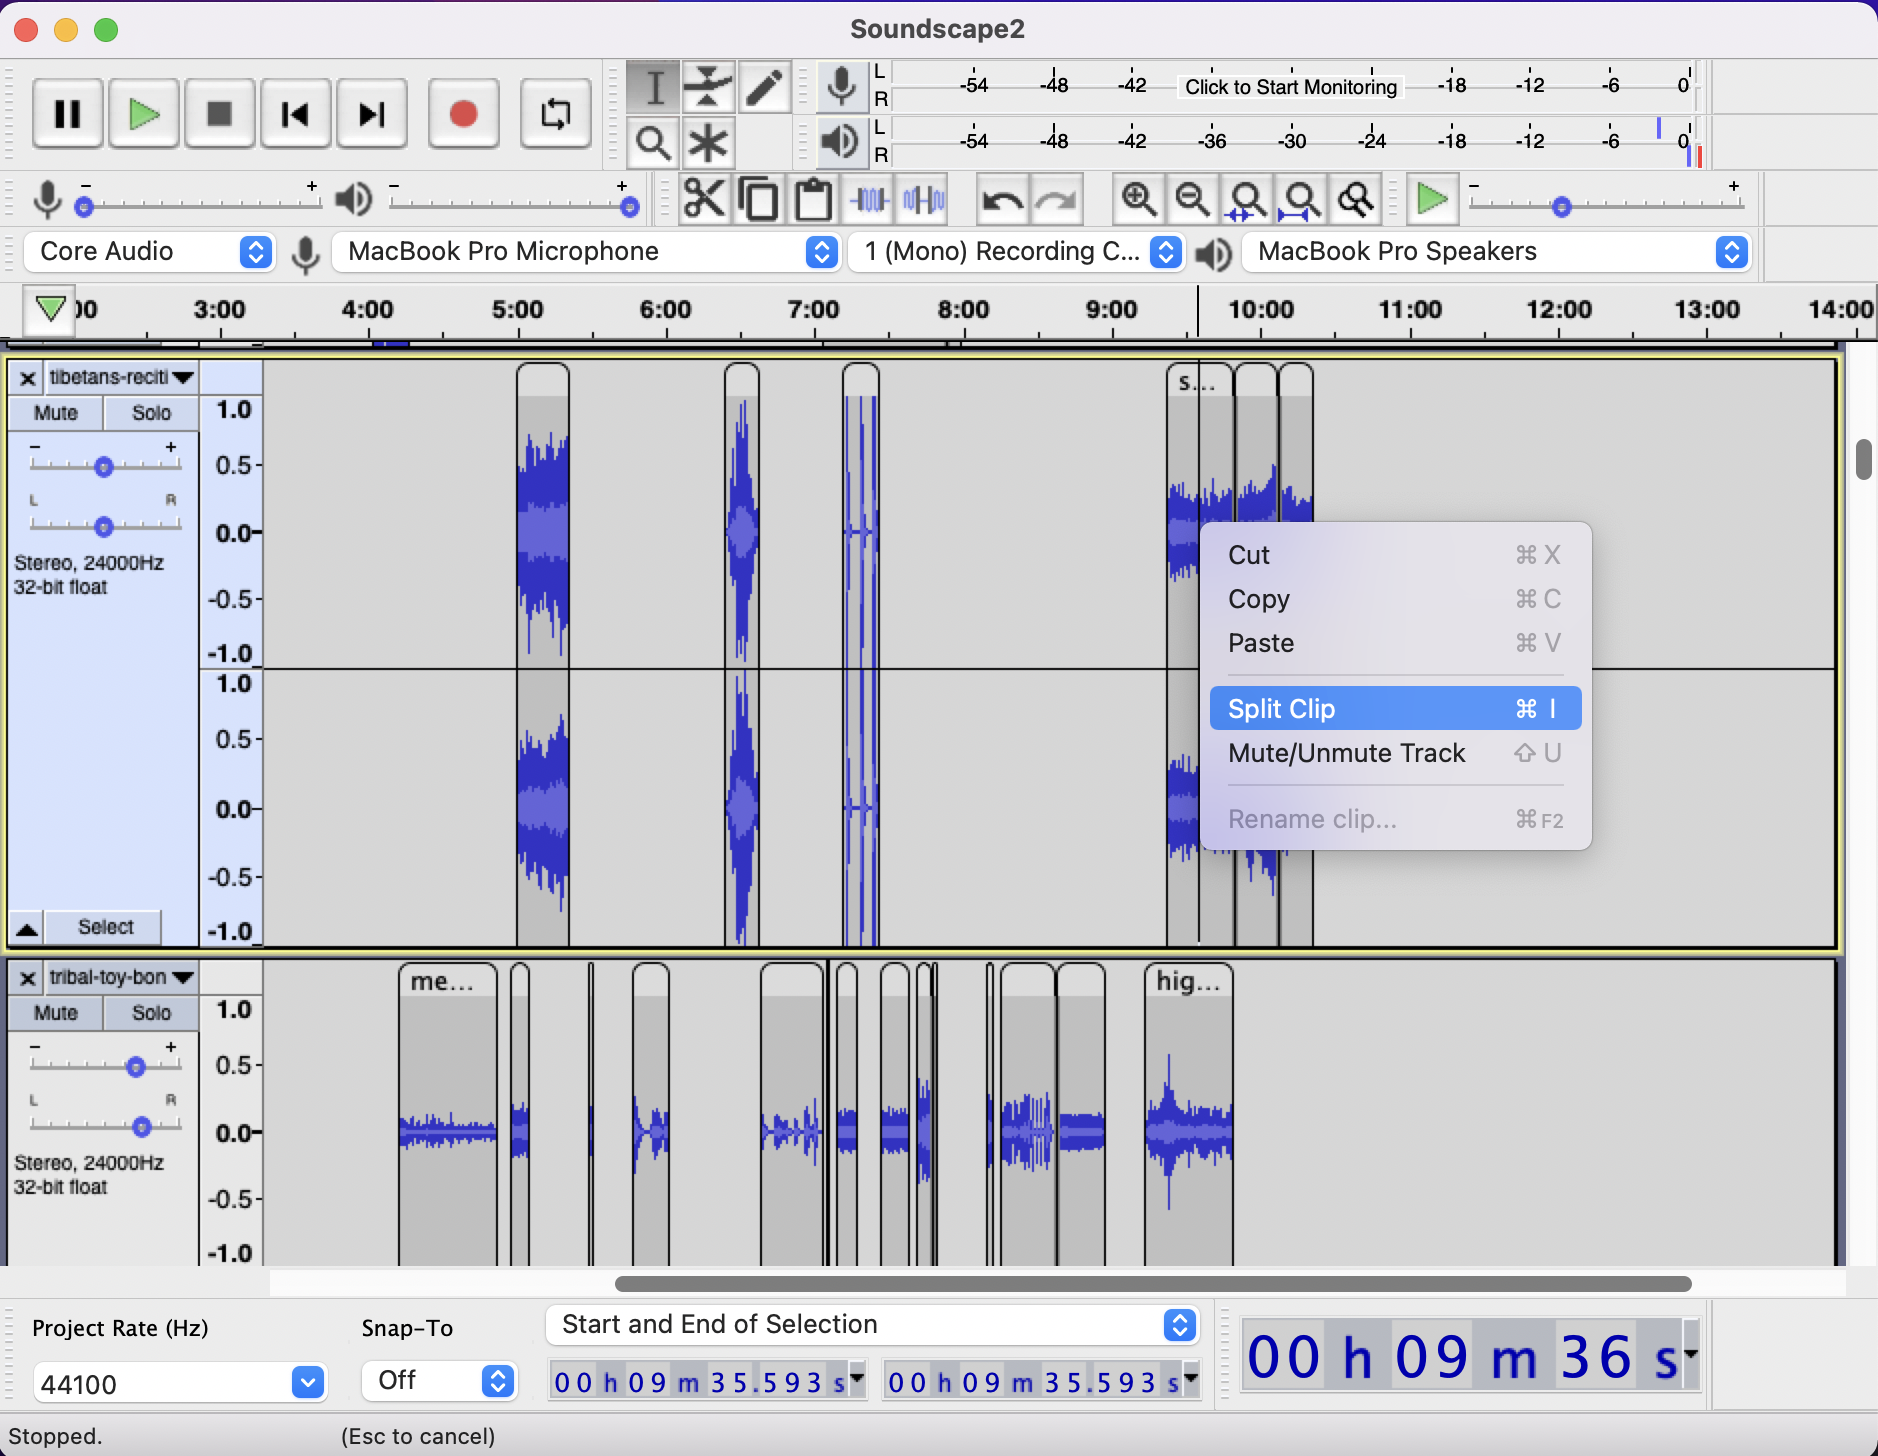 Soundscape2
L
R
-54 -48 -42 Click to Start Monitoring -18 -12 -6 0
L
R
-54 -48 -42 -36 -30 -24 -18 -12 -6 0
- + - + - +
Core Audio MacBook Pro Microphone 1 (Mono) Recording C... MacBook Pro Speakers
00 3:00 4:00 5:00 6:00 7:00 8:00 9:00 10:00 11:00 12:00 13:00 14:00
tibetans-reciti
s...
Mute Solo
- +
L R
Stereo, 24000Hz
32-bit float
Select
1.0
0.5-
0.0-
-0.5-
-1.0
1.0
0.5-
0.0-
-0.5-
-1.0
Cut ⌘ X
Copy ⌘ C
Paste ⌘ V
Split Clip ⌘ I
Mute/Unmute Track ⇧ U
Rename clip... ⌘F2
tribal-toy-bon
me... hig...
Mute Solo
- +
L R
Stereo, 24000Hz
32-bit float
1.0
0.5-
0.0-
-0.5-
-1.0
Project Rate (Hz) Snap-To Start and End of Selection
44100 Off 00 h 09 m 35.593 s 00 h 09 m 35.593 s
00 h 09 m 36 s
Stopped. (Esc to cancel)